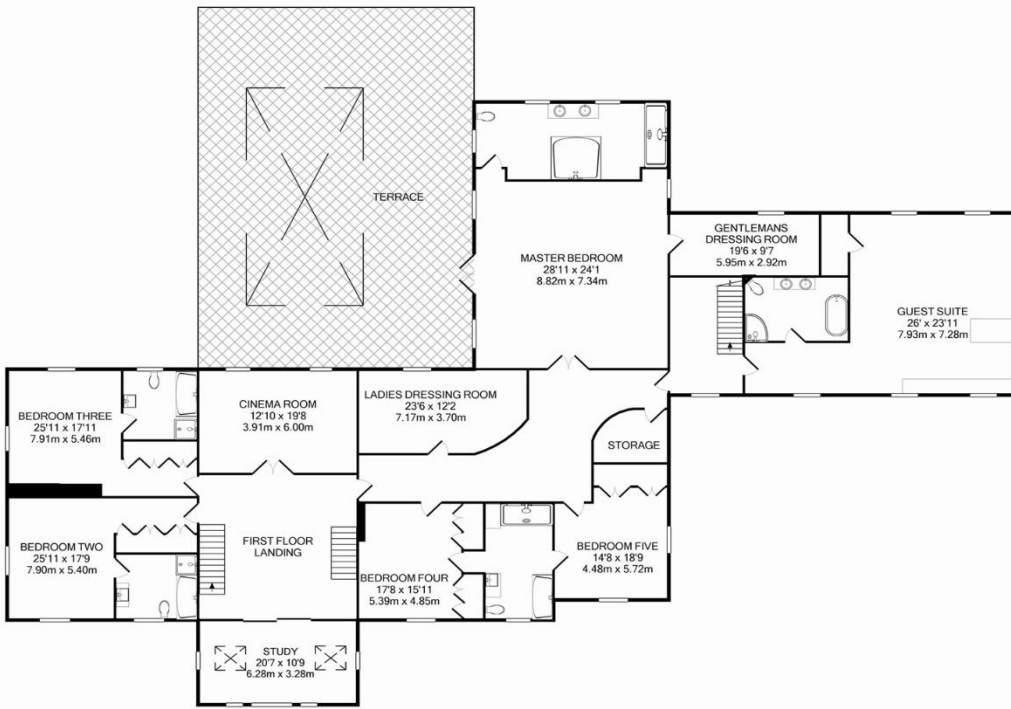 TERRACE
MASTER BEDROOM
28'11 x 24'1
8.82m x 7.34m
GENTLEMANS
DRESSING ROOM
19'6 x 9'7
5.95m x 2.92m
GUEST SUITE
26' x 23'11
7.93m x 7.28m
BEDROOM THREE
25'11 x 17'11
7.91m x 5.46m
CINEMA ROOM
12'10 x 19'8
3.91m x 6.00m
LADIES DRESSING ROOM
23'6 x 12'2
7.17m x 3.70m
STORAGE
BEDROOM TWO
25'11 x 17'9
7.90m x 5.40m
FIRST FLOOR
LANDING
BEDROOM FOUR
17'8 x 15'11
5.39m x 4.85m
BEDROOM FIVE
14'8 x 18'9
4.48m x 5.72m
STUDY
20'7 x 10'9
6.28m x 3.28m